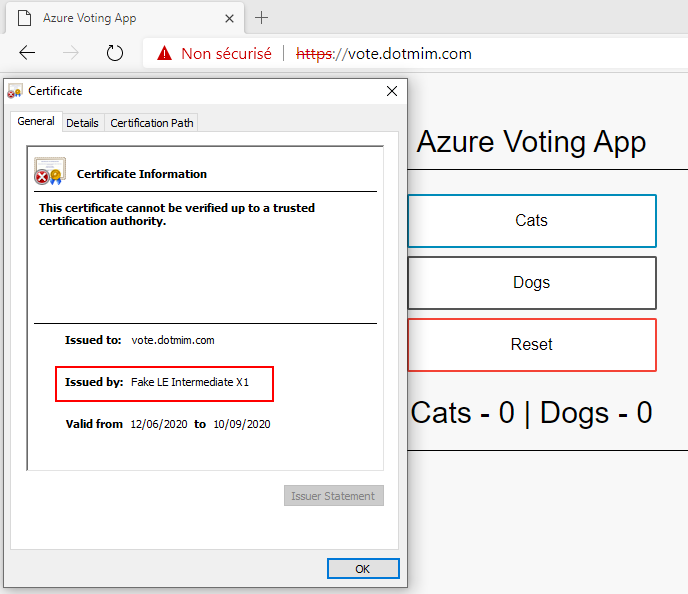 Azure Voting App
Non sécurisé https://vote.dotmim.com
Certificate
General Details Certification Path
Certificate Information
This certificate cannot be verified up to a trusted
certification authority.
Issued to: vote.dotmim.com
Issued by: Fake LE Intermediate X1
Valid from 12/06/2020 to 10/09/2020
Issuer Statement
OK
Azure Voting App
Cats
Dogs
Reset
Cats - 0 | Dogs - 0